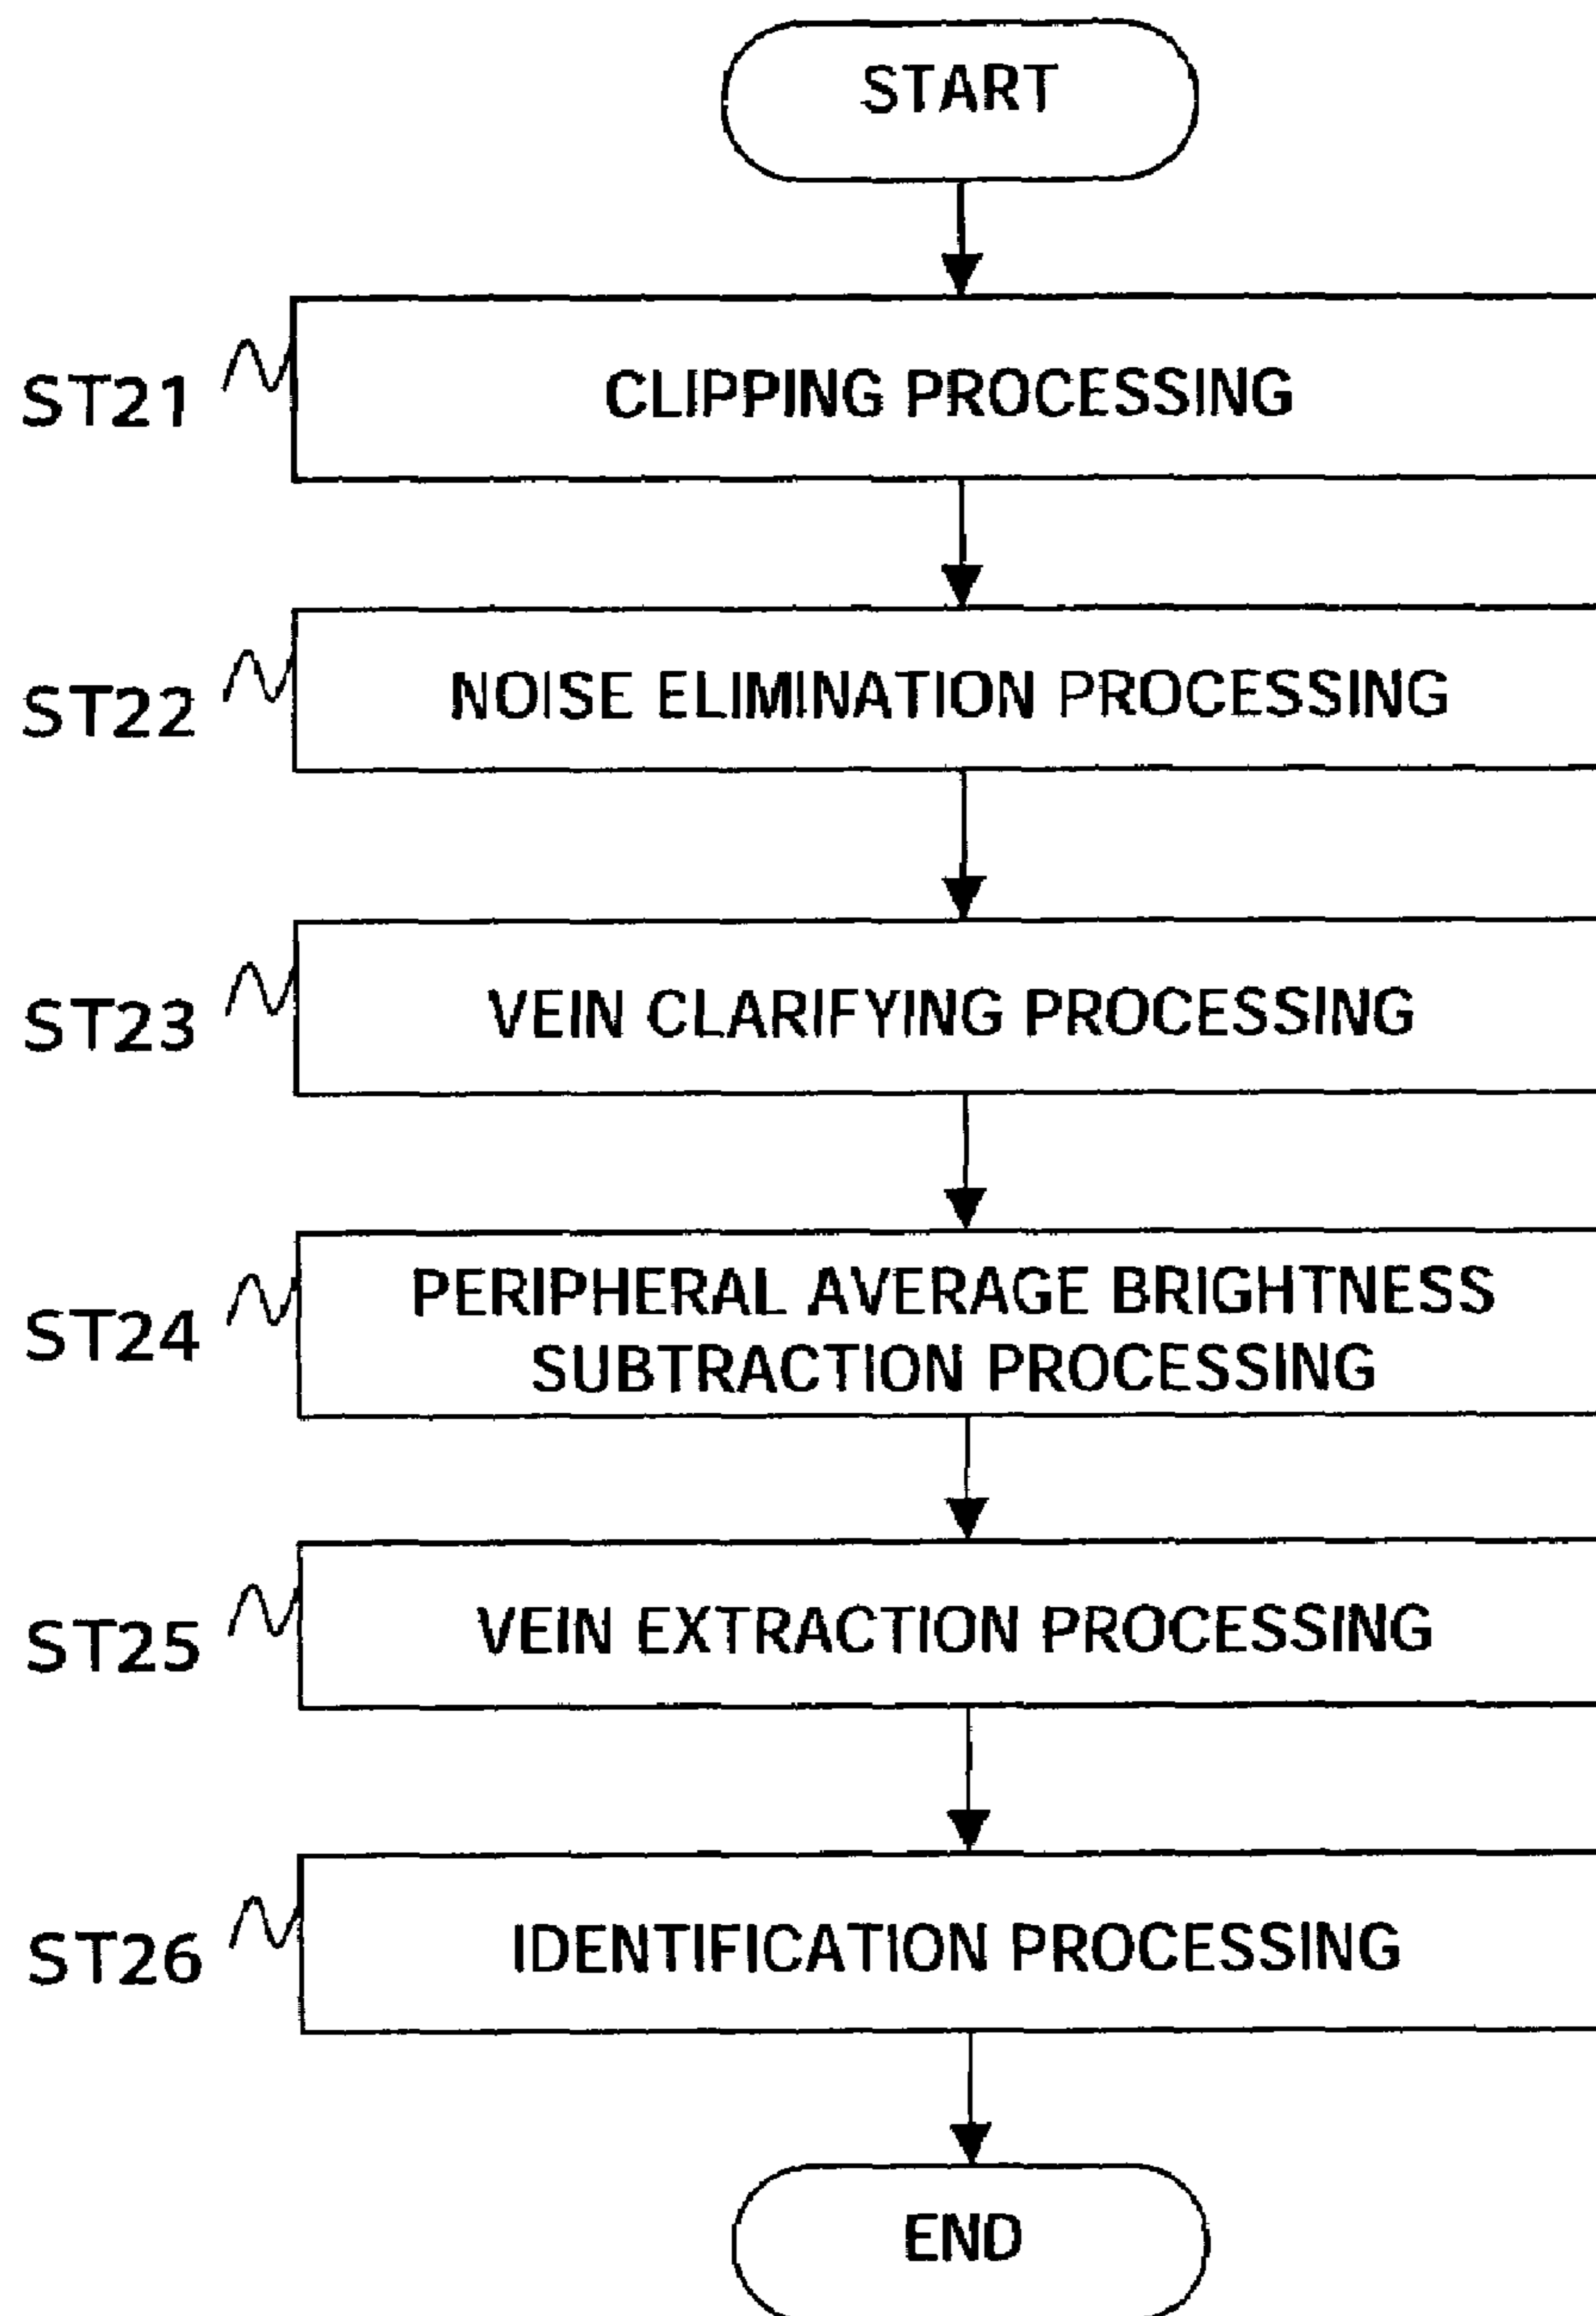 START
ST21
CLIPPING PROCESSING
ST22
NOISE ELIMINATION PROCESSING
ST23
VEIN CLARIFYING PROCESSING
ST24
PERIPHERAL AVERAGE BRIGHTNESS
SUBTRACTION PROCESSING
ST25
VEIN EXTRACTION PROCESSING
ST26
IDENTIFICATION PROCESSING
END